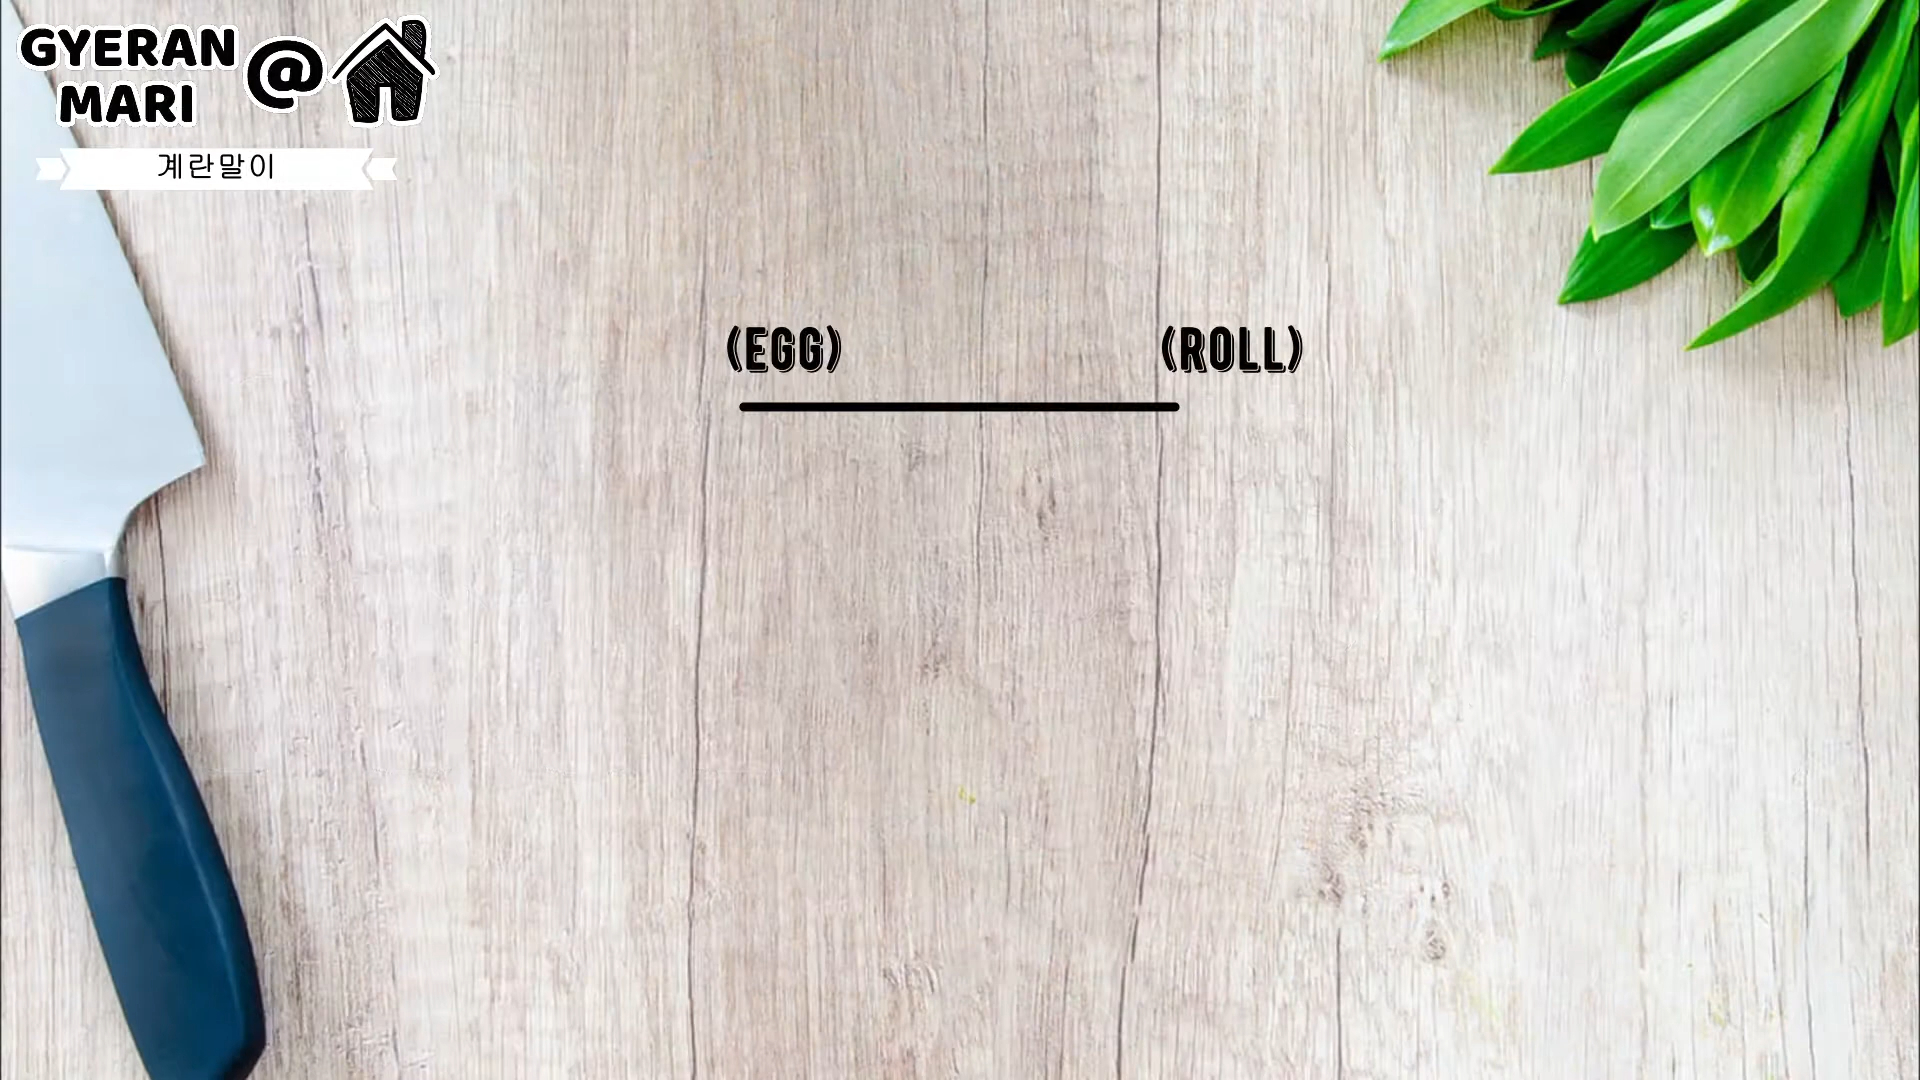 GYERAN
MARI @
계란말이
(EGG) (ROLL)